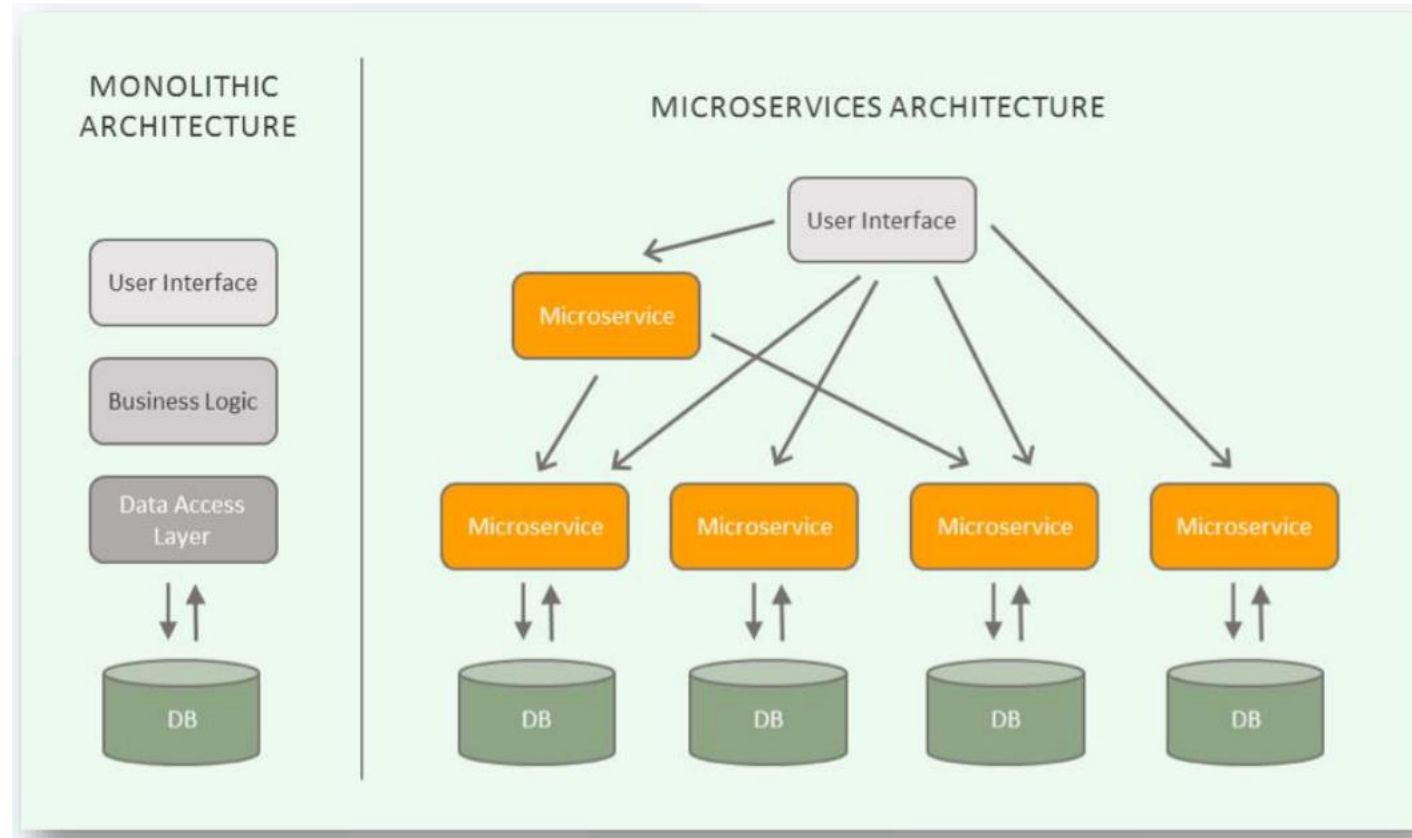 MONOLITHIC
ARCHITECTURE
MICROSERVICES ARCHITECTURE
User Interface
Business Logic
Data Access
Layer
DB
User Interface
Microservice
Microservice
Microservice
Microservice
Microservice
DB
DB
DB
DB